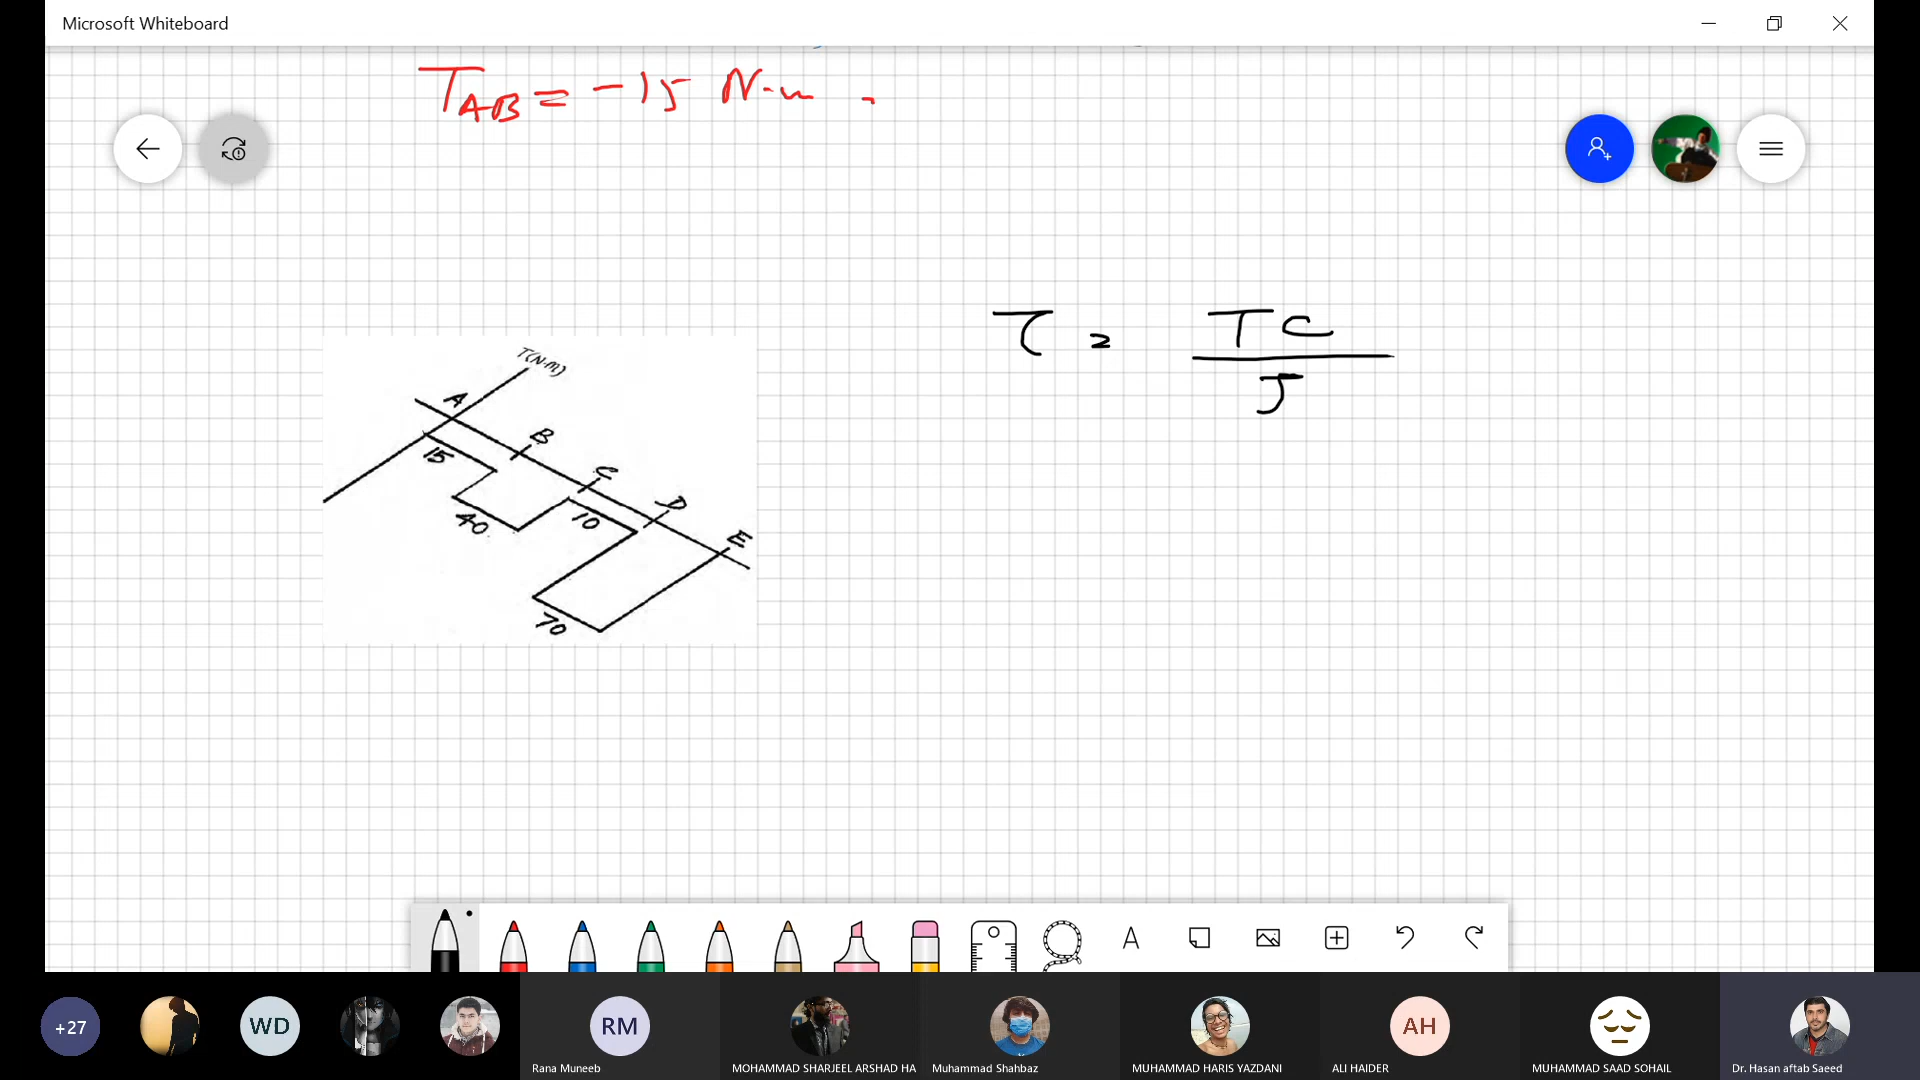 Microsoft Whiteboard
T_AB = -15 N-m .
τ = TC
J
T(N·M)
A
B
C
D
E
15
40
10
70
A
+27
WD
RM
AH
Rana Muneeb
MOHAMMAD SHARJEEL ARSHAD HA
Muhammad Shahbaz
MUHAMMAD HARIS YAZDANI
ALI HAIDER
MUHAMMAD SAAD SOHAIL
Dr. Hasan aftab Saeed